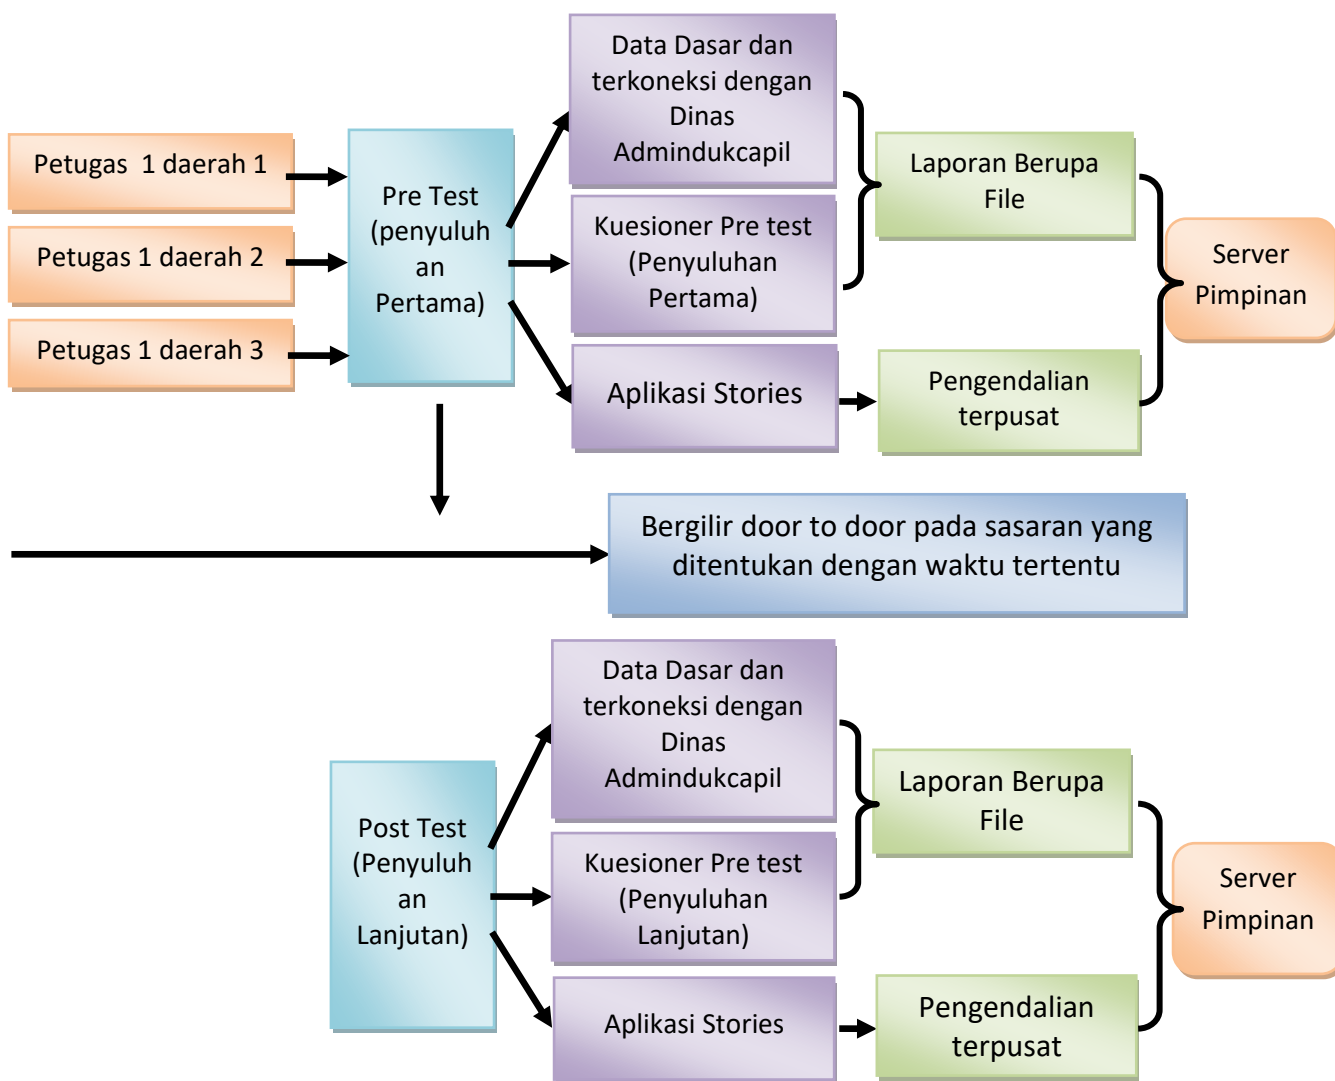 Petugas 1 daerah 1
Petugas 1 daerah 2
Petugas 1 daerah 3
Pre Test
(penyuluh
an
Pertama)
Data Dasar dan
terkoneksi dengan
Dinas
Admindukcapil
Kuesioner Pre test
(Penyuluhan
Pertama)
Aplikasi Stories
Laporan Berupa
File
Pengendalian
terpusat
Server
Pimpinan
Bergilir door to door pada sasaran yang
ditentukan dengan waktu tertentu
Post Test
(Penyuluh
an
Lanjutan)
Data Dasar dan
terkoneksi dengan
Dinas
Admindukcapil
Kuesioner Pre test
(Penyuluhan
Lanjutan)
Aplikasi Stories
Laporan Berupa
File
Pengendalian
terpusat
Server
Pimpinan